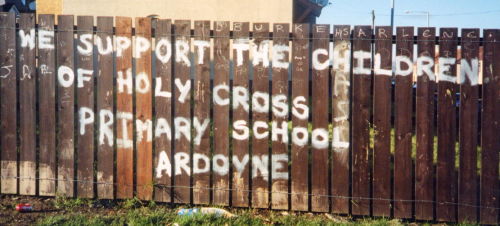 WE SUPPORT THE CHILDREN
OF HOLY CROSS
PRIMARY SCHOOL
ARDOYNE